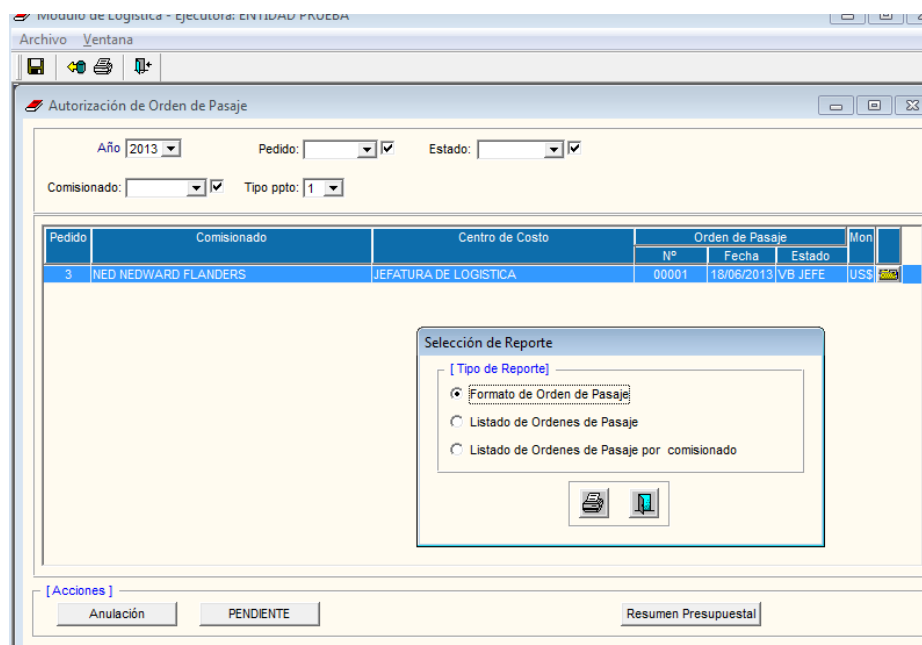 Módulo de Logística - Ejecutora: ENTIDAD PRUEBA
Archivo Ventana
Autorización de Orden de Pasaje
Año 2013 Pedido: Estado:
Comisionado: Tipo ppto: 1
Pedido Comisionado Centro de Costo Orden de Pasaje Mon
Nº Fecha Estado
3 NED NEDWARD FLANDERS JEFATURA DE LOGISTICA 00001 18/06/2013 VB JEFE US$
Selección de Reporte
[ Tipo de Reporte]
Formato de Orden de Pasaje
Listado de Ordenes de Pasaje
Listado de Ordenes de Pasaje por comisionado
[ Acciones ]
Anulación PENDIENTE Resumen Presupuestal